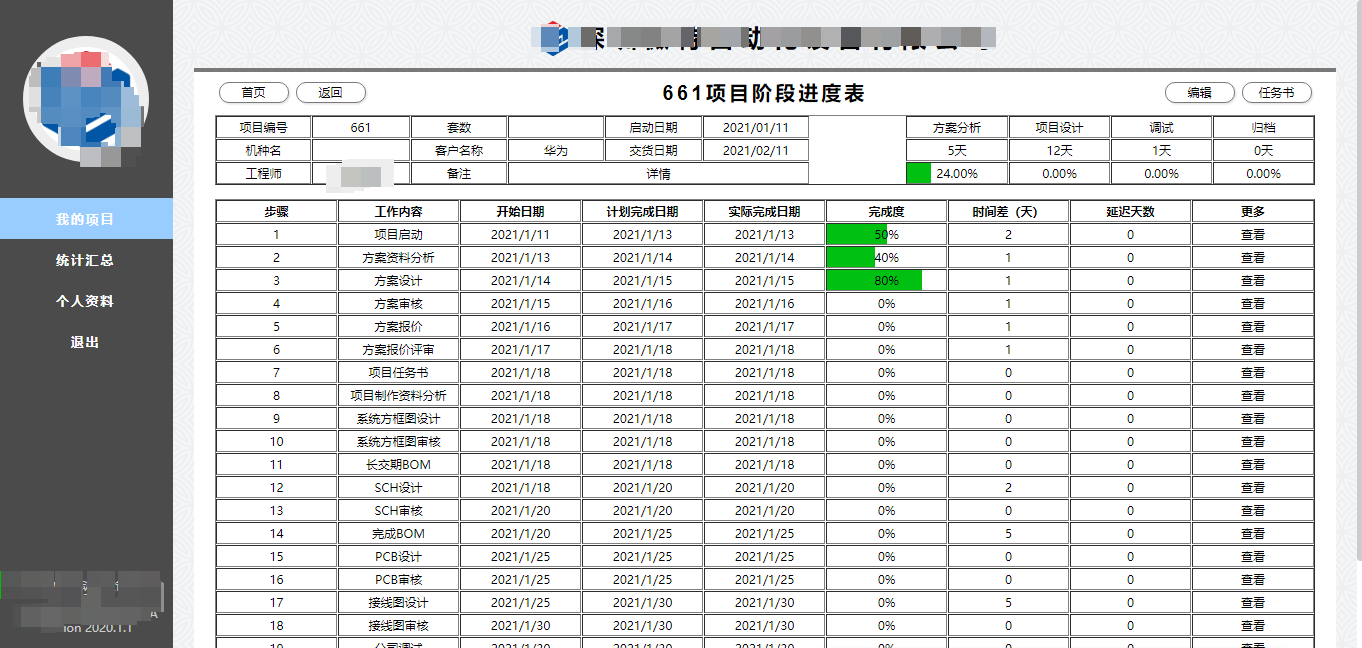 661项目阶段进度表
首页 返回 编辑 任务书
项目编号 661 套数 启动日期 2021/01/11 方案分析 项目设计 调试 归档
机种名 客户名称 华为 交货日期 2021/02/11 5天 12天 1天 0天
工程师 备注 详情 24.00% 0.00% 0.00% 0.00%
步骤 工作内容 开始日期 计划完成日期 实际完成日期 完成度 时间差（天） 延迟天数 更多
1 项目启动 2021/1/11 2021/1/13 2021/1/13 50% 2 0 查看
2 方案资料分析 2021/1/13 2021/1/14 2021/1/14 40% 1 0 查看
3 方案设计 2021/1/14 2021/1/15 2021/1/15 80% 1 0 查看
4 方案审核 2021/1/15 2021/1/16 2021/1/16 0% 1 0 查看
5 方案报价 2021/1/16 2021/1/17 2021/1/17 0% 1 0 查看
6 方案报价评审 2021/1/17 2021/1/18 2021/1/18 0% 1 0 查看
7 项目任务书 2021/1/18 2021/1/18 2021/1/18 0% 0 0 查看
8 项目制作资料分析 2021/1/18 2021/1/18 2021/1/18 0% 0 0 查看
9 系统方框图设计 2021/1/18 2021/1/18 2021/1/18 0% 0 0 查看
10 系统方框图审核 2021/1/18 2021/1/18 2021/1/18 0% 0 0 查看
11 长交期BOM 2021/1/18 2021/1/18 2021/1/18 0% 0 0 查看
12 SCH设计 2021/1/18 2021/1/20 2021/1/20 0% 2 0 查看
13 SCH审核 2021/1/20 2021/1/20 2021/1/20 0% 0 0 查看
14 完成BOM 2021/1/20 2021/1/25 2021/1/25 0% 5 0 查看
15 PCB设计 2021/1/25 2021/1/25 2021/1/25 0% 0 0 查看
16 PCB审核 2021/1/25 2021/1/25 2021/1/25 0% 0 0 查看
17 接线图设计 2021/1/25 2021/1/30 2021/1/30 0% 5 0 查看
18 接线图审核 2021/1/30 2021/1/30 2021/1/30 0% 0 0 查看
我的项目
统计汇总
个人资料
退出
ion 2020.1.1